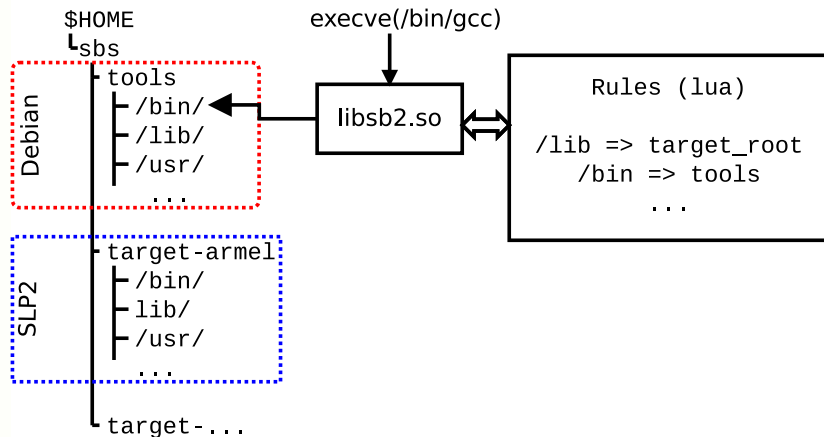 $HOME
sbs
Debian
tools
/bin/
/lib/
/usr/
...
SLP2
target-armel
/bin/
lib/
/usr/
...
target-...
execve(/bin/gcc)
libsb2.so
Rules (lua)
/lib => target_root
/bin => tools
...